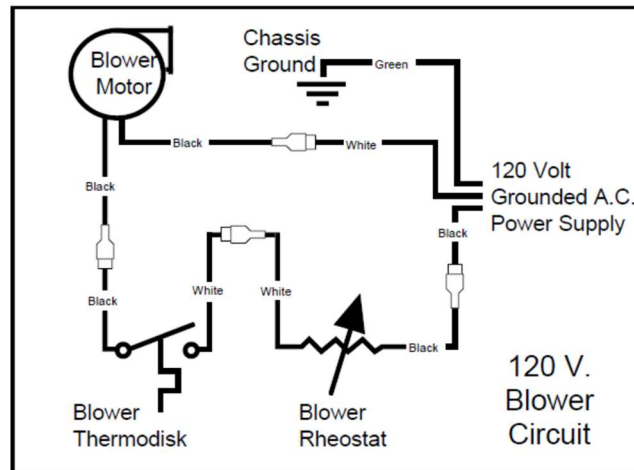 Blower
Motor
Chassis
Ground
Green
Black
White
120 Volt
Grounded A.C.
Power Supply
Black
Black
Black
White
White
Black
120 V.
Blower
Circuit
Blower
Thermodisk
Blower
Rheostat